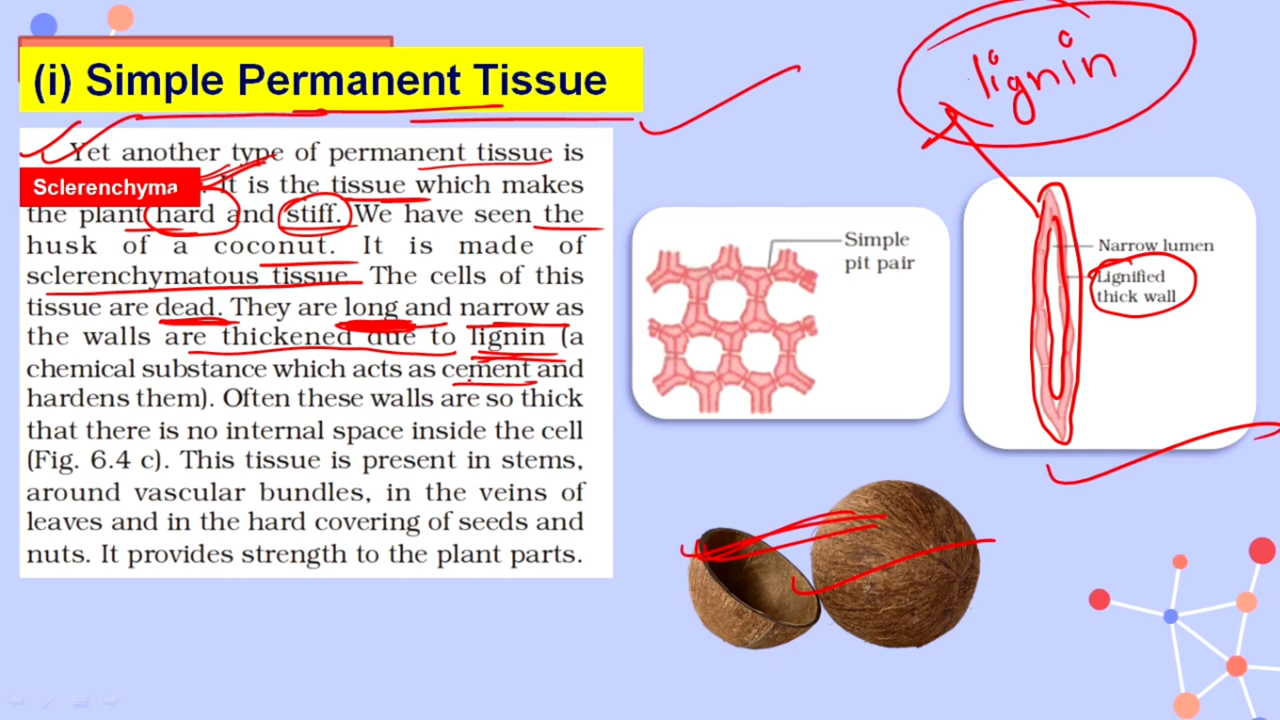 lignin
(i) Simple Permanent Tissue
Yet another type of permanent tissue is
Sclerenchyma It is the tissue which makes
the plant hard and stiff. We have seen the
husk of a coconut. It is made of
sclerenchymatous tissue. The cells of this
tissue are dead. They are long and narrow as
the walls are thickened due to lignin (a
chemical substance which acts as cement and
hardens them). Often these walls are so thick
that there is no internal space inside the cell
(Fig. 6.4 c). This tissue is present in stems,
around vascular bundles, in the veins of
leaves and in the hard covering of seeds and
nuts. It provides strength to the plant parts.
Simple
pit pair
Narrow lumen
Lignified
thick wall